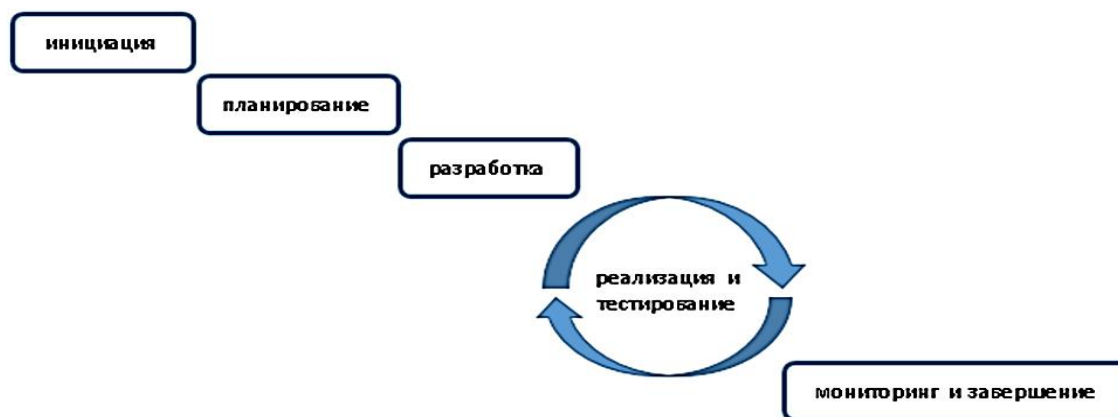 инициация
планирование
разработка
реализация и
тестирование
мониторинг и завершение